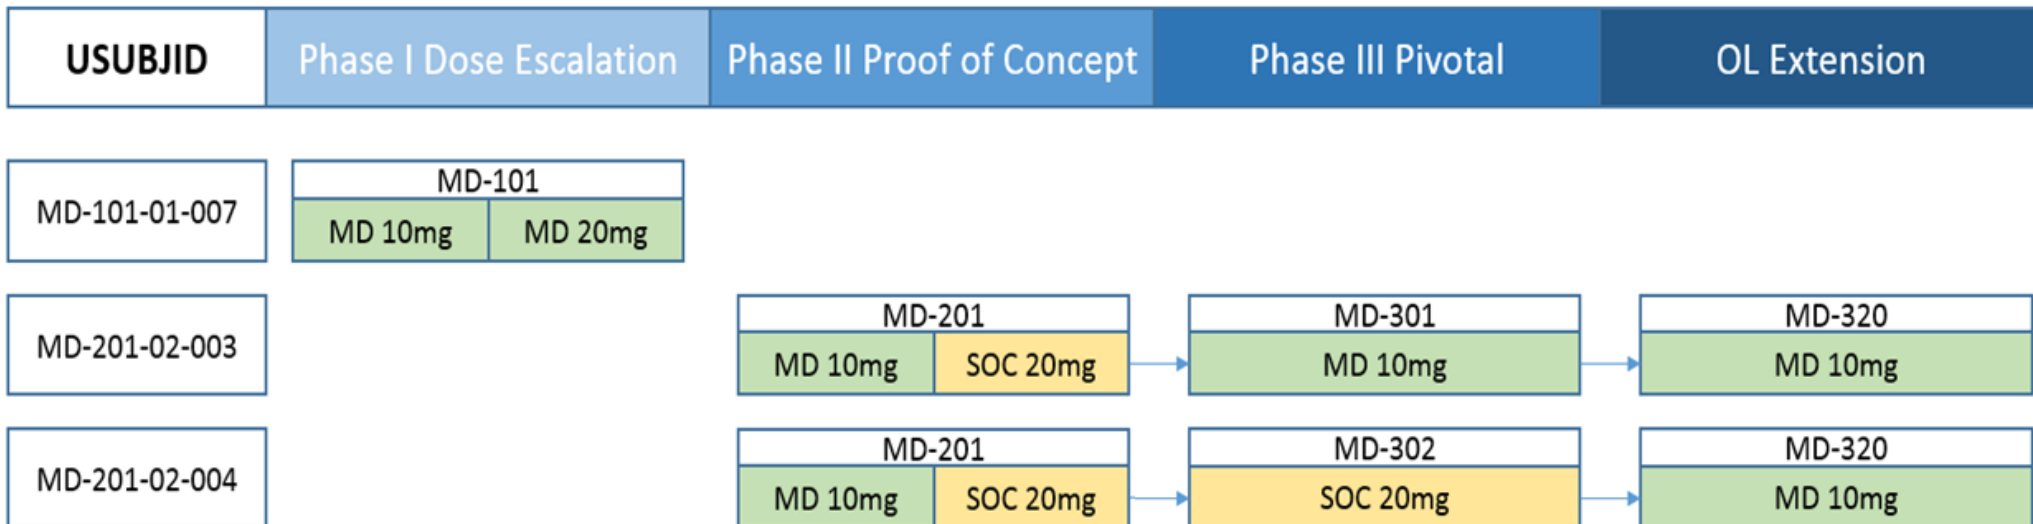 USUBJID Phase I Dose Escalation Phase II Proof of Concept Phase III Pivotal OL Extension
MD-101
MD-101-01-007
MD 10mg MD 20mg
MD-201 MD-301 MD-320
MD-201-02-003
MD 10mg SOC 20mg MD 10mg MD 10mg
MD-201 MD-302 MD-320
MD-201-02-004
MD 10mg SOC 20mg SOC 20mg MD 10mg